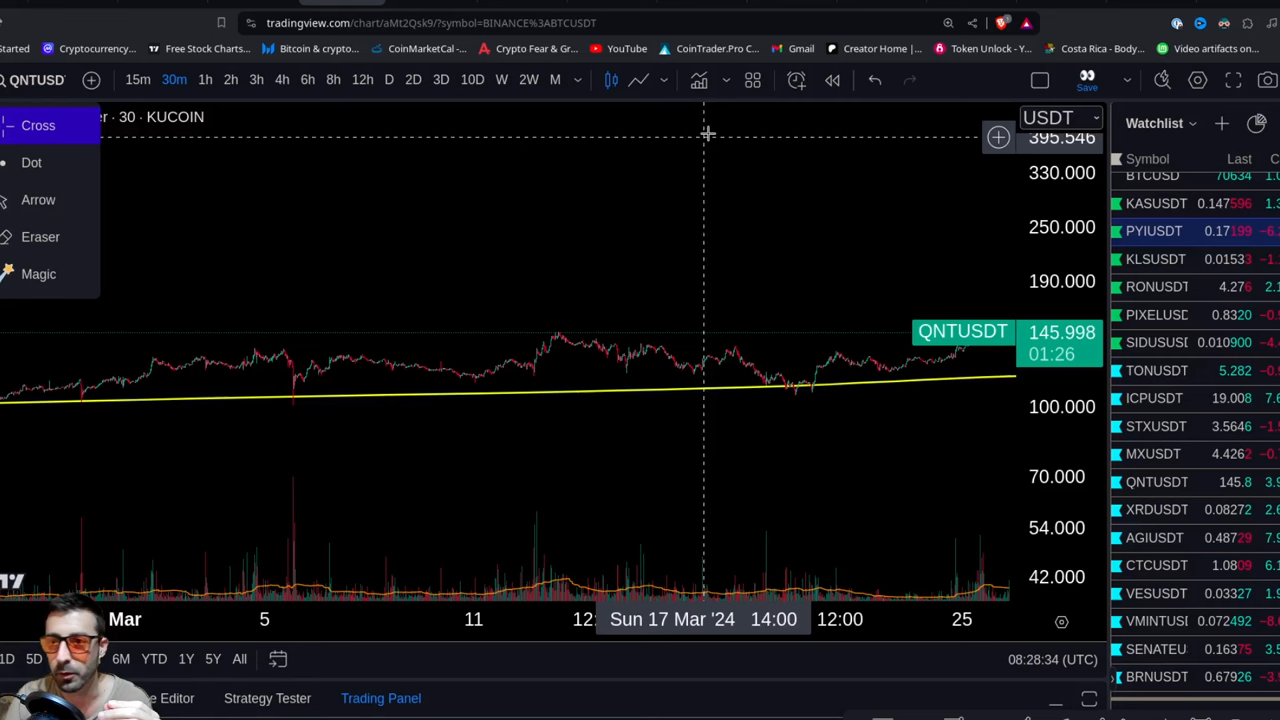 tradingview.com/chart/aMt2Qsk9/?symbol=BINANCE%3ABTCUSDT
Started
Cryptocurrency...
Free Stock Charts...
Bitcoin & crypto...
CoinMarketCal -...
Crypto Fear & Gr...
YouTube
CoinTrader.Pro C...
Gmail
Creator Home |...
Token Unlock - Y...
Costa Rica - Body...
Video artifacts on...
QNTUSDT
15m 30m 1h 2h 3h 4h 6h 8h 12h D 2D 3D 10D W 2W M
Save
Cross
Dot
Arrow
Eraser
Magic
er · 30 · KUCOIN
USDT
395.546
330.000
250.000
190.000
QNTUSDT 145.998
01:26
100.000
70.000
54.000
42.000
Mar 5 11 12: Sun 17 Mar '24 14:00 12:00 25
1D 5D 6M YTD 1Y 5Y All
08:28:34 (UTC)
e Editor Strategy Tester Trading Panel
Watchlist
Symbol Last C
BTCUSD 70634 1.0
KASUSDT 0.147596 1.3
PYIUSDT 0.17199 −6.2
KLSUSDT 0.01533 −1.
RONUSDT 4.276 2.1
PIXELUSD 0.8320 −0.
SIDUSUSI 0.010900 −4.
TONUSDT 5.282 −0.
ICPUSDT 19.008 7.6
STXUSDT 3.5646 −1.
MXUSDT 4.4262 −0.
QNTUSDT 145.8 3.9
XRDUSDT 0.08272 2.6
AGIUSDT 0.48729 7.9
CTCUSDT 1.0809 6.1
VESUSDT 0.03327 1.9
VMINTUSI 0.072492 −8.
SENATEU 0.16375 3.5
BRNUSDT 0.67926 −3.